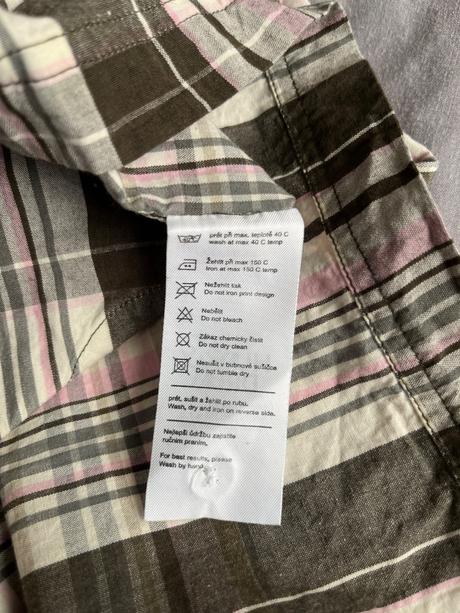 prát při max. teplotě 40 C
wash at max 40 C temp
Žehlit při max 150 C
Iron at max 150 C temp
Nežehlit tisk
Do not iron print design
Nebělit
Do not bleach
Zákaz chemicky čistit
Do not dry clean
Nesušit v bubnové sušičce
Do not tumble dry
prát, sušit a žehlit po rubu.
Wash, dry and iron on reverse side.
Nejlepší údržbu zajistíte
ručním praním.
For best results, please
Wash by hand